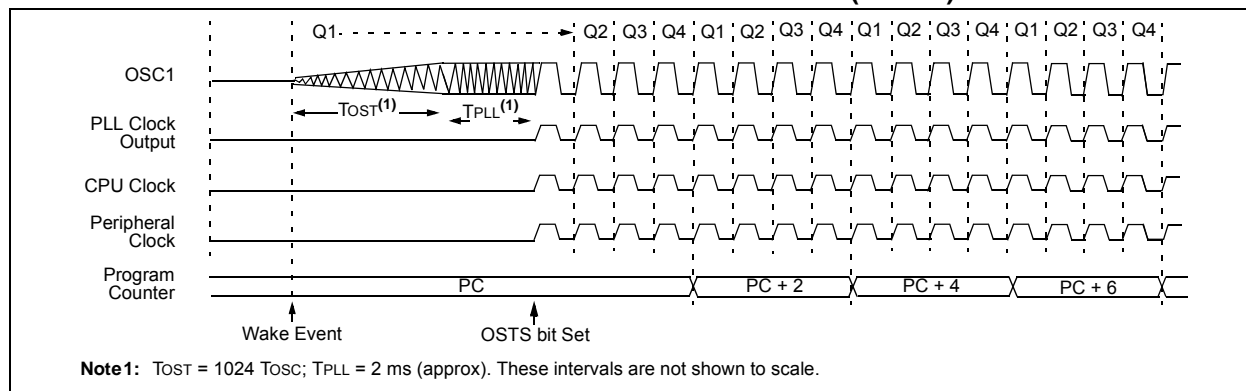 Q1 Q2 Q3 Q4 Q1 Q2 Q3 Q4 Q1 Q2 Q3 Q4 Q1 Q2 Q3 Q4
OSC1
TOST(1) TPLL(1)
PLL Clock
Output
CPU Clock
Peripheral
Clock
Program
Counter
PC PC + 2 PC + 4 PC + 6
Wake Event OSTS bit Set
Note1: TOST = 1024 TOSC; TPLL = 2 ms (approx). These intervals are not shown to scale.